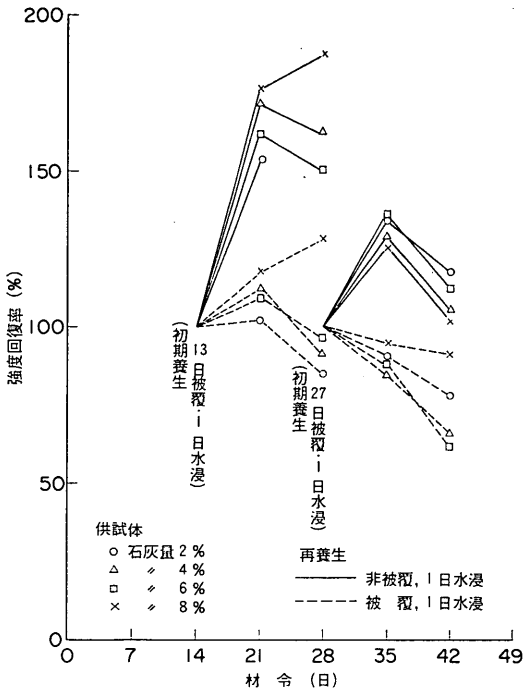 200
150
100
50
0
強度回復率 (%)
(初期養生
13日被覆・1日水浸)
(初期養生
27日被覆・1日水浸)
供試体
○ 石灰量 2 %
△ 〃 4 %
□ 〃 6 %
× 〃 8 %
再養生
非被覆, 1日水浸
被 覆, 1日水浸
0 7 14 21 28 35 42 49
材 令 (日)